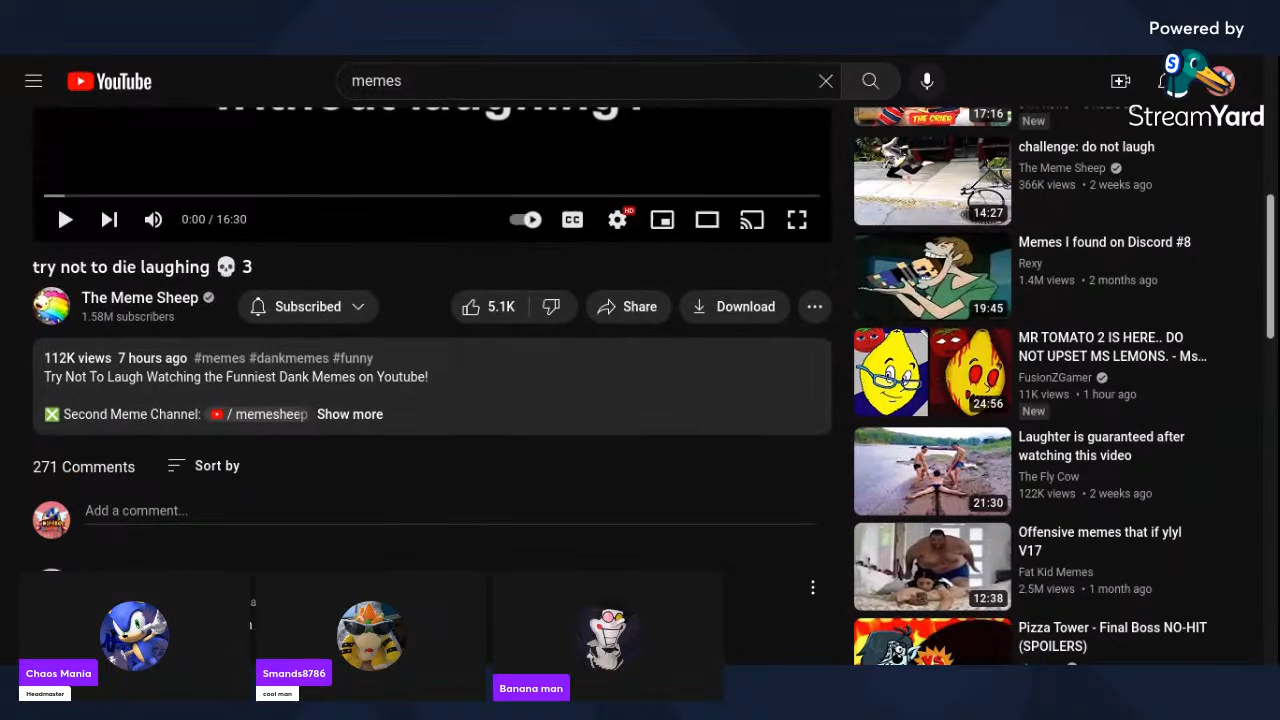 Powered by
StreamYard
YouTube
memes
without laughing?
0:00 / 16:30
CC
HD
try not to die laughing 💀 3
The Meme Sheep
1.58M subscribers
Subscribed
5.1K
Share
Download
112K views 7 hours ago #memes #dankmemes #funny
Try Not To Laugh Watching the Funniest Dank Memes on Youtube!
❎ Second Meme Channel: / memesheep Show more
271 Comments
Sort by
Add a comment...
THE CRIER
17:16
New
challenge: do not laugh
The Meme Sheep
366K views • 2 weeks ago
14:27
Memes I found on Discord #8
Rexy
1.4M views • 2 months ago
19:45
MR TOMATO 2 IS HERE.. DO
NOT UPSET MS LEMONS. - Ms...
FusionZGamer
11K views • 1 hour ago
New
24:56
Laughter is guaranteed after
watching this video
The Fly Cow
122K views • 2 weeks ago
21:30
Offensive memes that if ylyl
V17
Fat Kid Memes
2.5M views • 1 month ago
12:38
Pizza Tower - Final Boss NO-HIT
(SPOILERS)
VS
Chaos Mania
Headmaster
Smands8786
cool man
Banana man